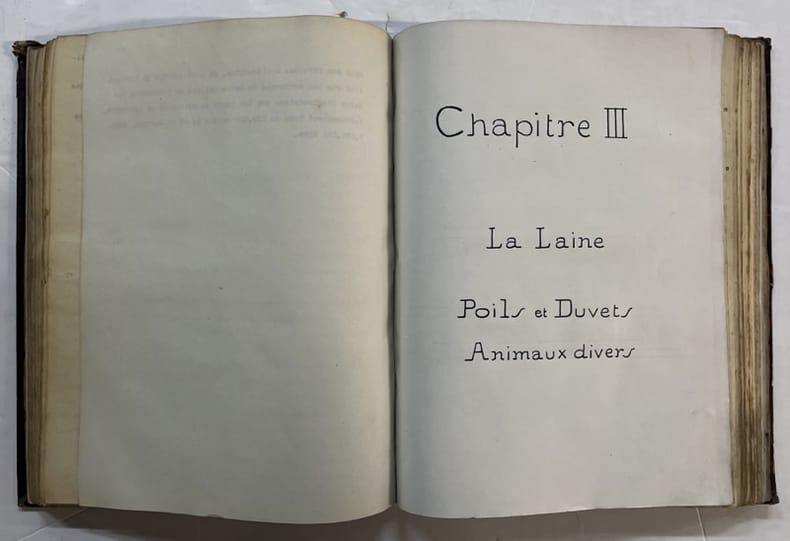 Chapitre III
La Laine
Poils et Duvets
Animaux divers